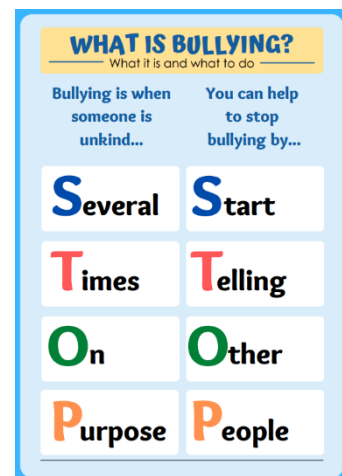 WHAT IS BULLYING?
What it is and what to do
Bullying is when
someone is
unkind...
You can help
to stop
bullying by...
Several
Start
Times
Telling
On
Other
Purpose
People